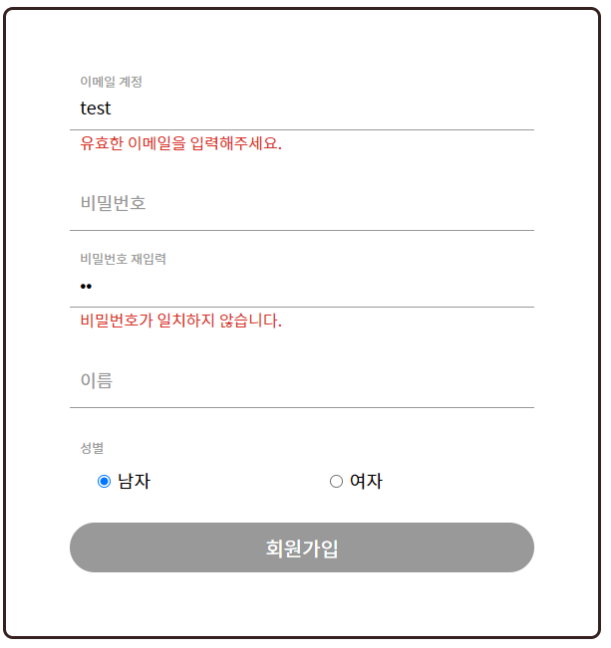 이메일 계정
test
유효한 이메일을 입력해주세요.
비밀번호
비밀번호 재입력
••
비밀번호가 일치하지 않습니다.
이름
성별
남자 여자
회원가입